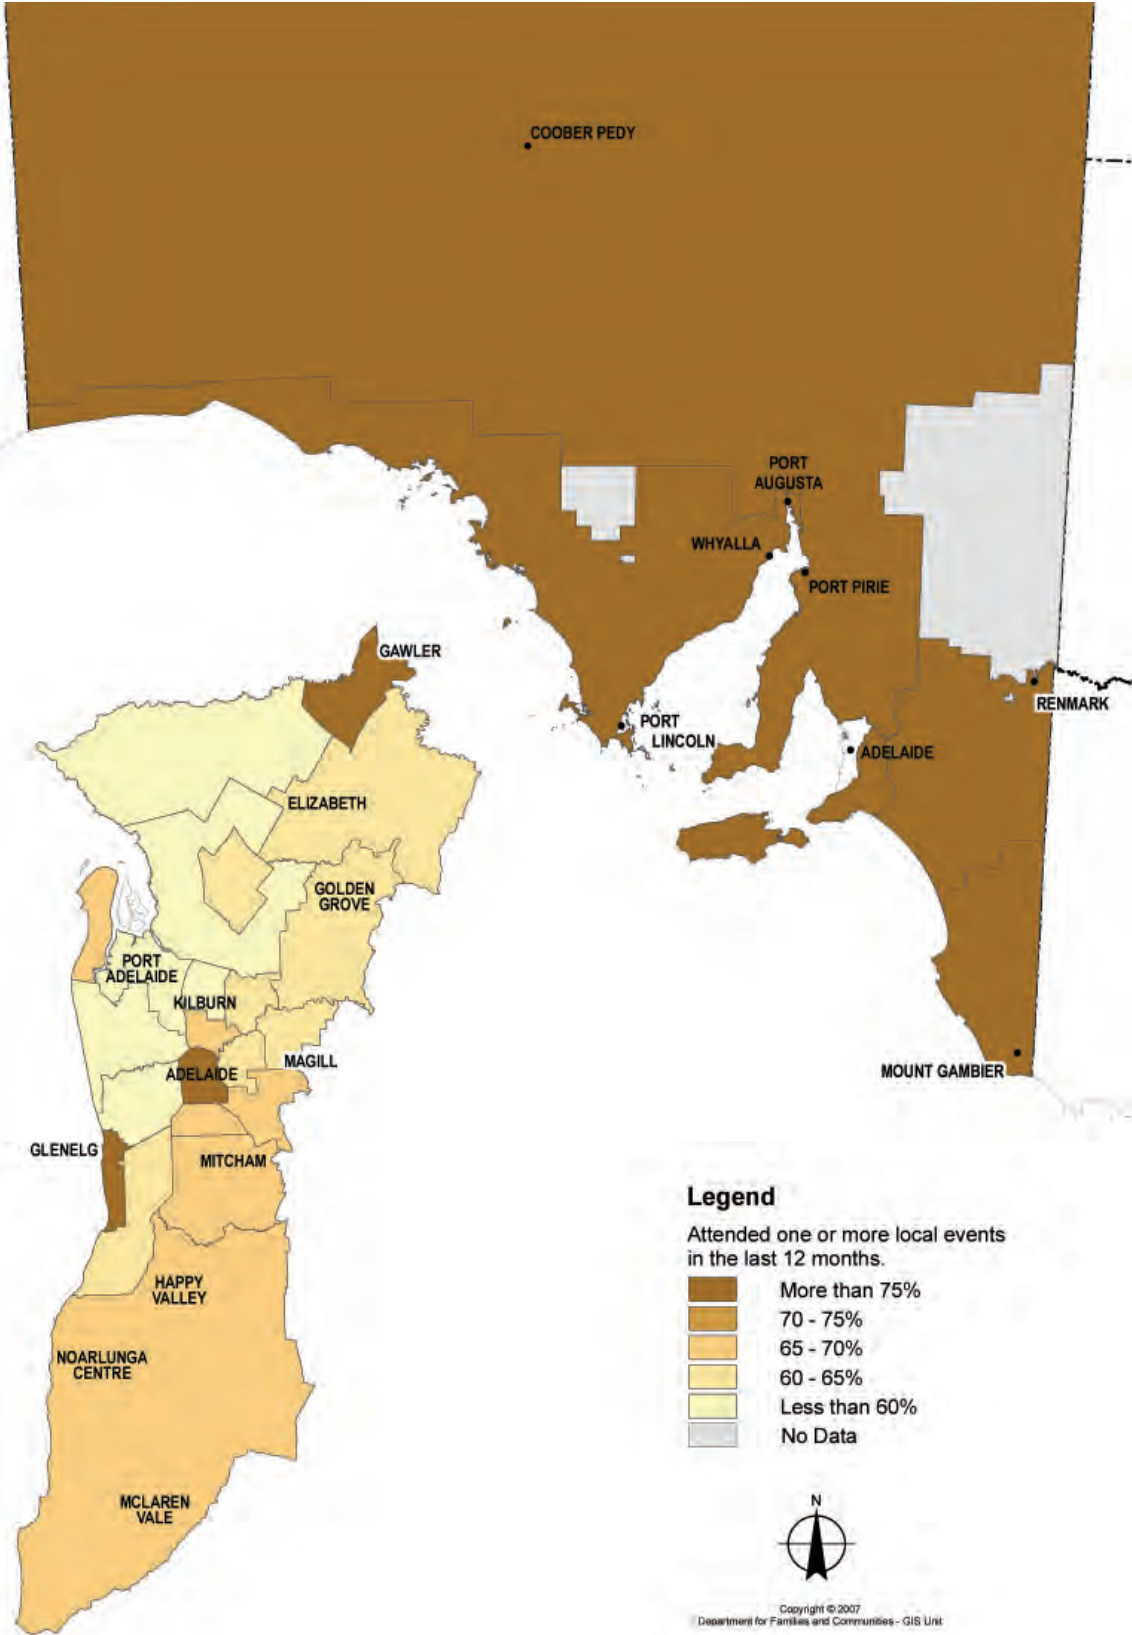 COOBER PEDY
PORT
AUGUSTA
WHYALLA
PORT PIRIE
GAWLER
RENMARK
PORT
LINCOLN
ADELAIDE
ELIZABETH
GOLDEN
GROVE
PORT
ADELAIDE
KILBURN
MAGILL
ADELAIDE
MOUNT GAMBIER
GLENELG
MITCHAM
HAPPY
VALLEY
NOARLUNGA
CENTRE
MCLAREN
VALE
Legend
Attended one or more local events
in the last 12 months.
More than 75%
70 - 75%
65 - 70%
60 - 65%
Less than 60%
No Data
N
Copyright © 2007
Department for Families and Communities - GIS Unit